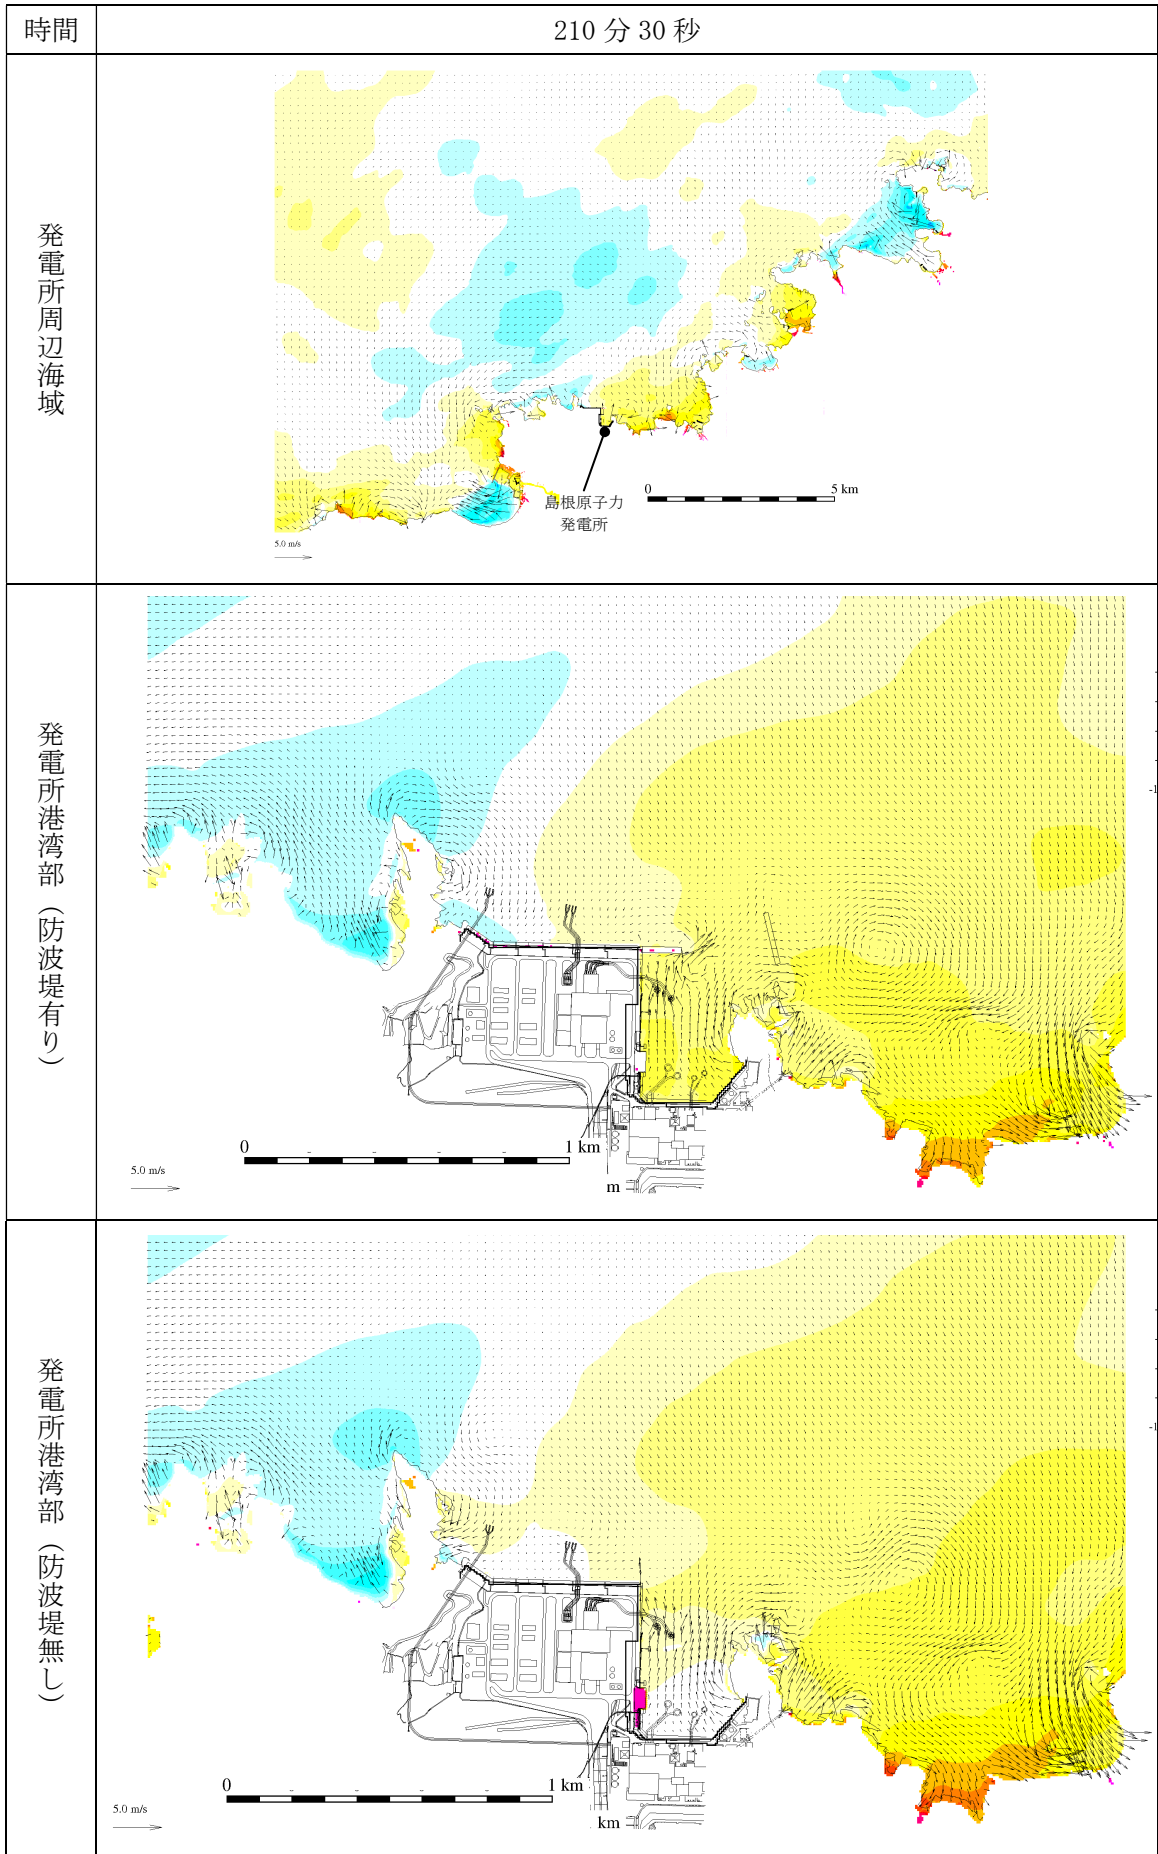 時間
210 分 30 秒
発電所周辺海域
島根原子力
発電所
0
5 km
5.0 m/s
発電所港湾部（防波堤有り）
-1
0
1 km
5.0 m/s
m
発電所港湾部（防波堤無し）
-1
0
1 km
5.0 m/s
km